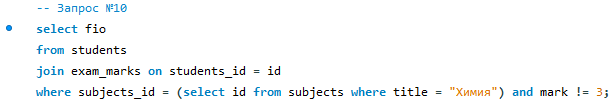 -- Запрос №10
select fio
from students
join exam_marks on students_id = id
where subjects_id = (select id from subjects where title = "Химия") and mark != 3;